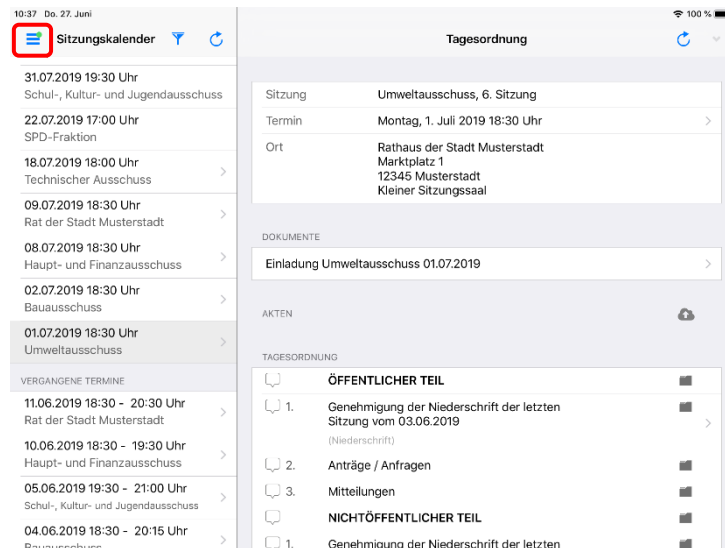 10:37 Do. 27. Juni
100 %
Sitzungskalender
31.07.2019 19:30 Uhr
Schul-, Kultur- und Jugendausschuss
22.07.2019 17:00 Uhr
SPD-Fraktion
18.07.2019 18:00 Uhr
Technischer Ausschuss
09.07.2019 18:30 Uhr
Rat der Stadt Musterstadt
08.07.2019 18:30 Uhr
Haupt- und Finanzausschuss
02.07.2019 18:30 Uhr
Bauausschuss
01.07.2019 18:30 Uhr
Umweltausschuss
VERGANGENE TERMINE
11.06.2019 18:30 - 20:30 Uhr
Rat der Stadt Musterstadt
10.06.2019 18:30 - 19:30 Uhr
Haupt- und Finanzausschuss
05.06.2019 19:30 - 21:00 Uhr
Schul-, Kultur- und Jugendausschuss
04.06.2019 18:30 - 20:15 Uhr
Bauausschuss
Tagesordnung
Sitzung Umweltausschuss, 6. Sitzung
Termin Montag, 1. Juli 2019 18:30 Uhr
Ort Rathaus der Stadt Musterstadt
Marktplatz 1
12345 Musterstadt
Kleiner Sitzungssaal
DOKUMENTE
Einladung Umweltausschuss 01.07.2019
AKTEN
TAGESORDNUNG
ÖFFENTLICHER TEIL
1. Genehmigung der Niederschrift der letzten
Sitzung vom 03.06.2019
(Niederschrift)
2. Anträge / Anfragen
3. Mitteilungen
NICHTÖFFENTLICHER TEIL
1. Genehmigung der Niederschrift der letzten